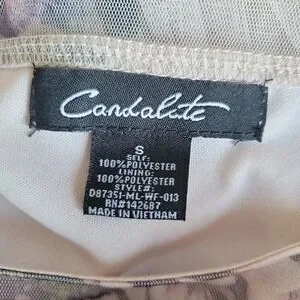 Candalite
S
SELF:
100%POLYESTER
LINING:
100%POLYESTER
STYLE#:
D87351-ML-WF-013
RN#142687
MADE IN VIETNAM